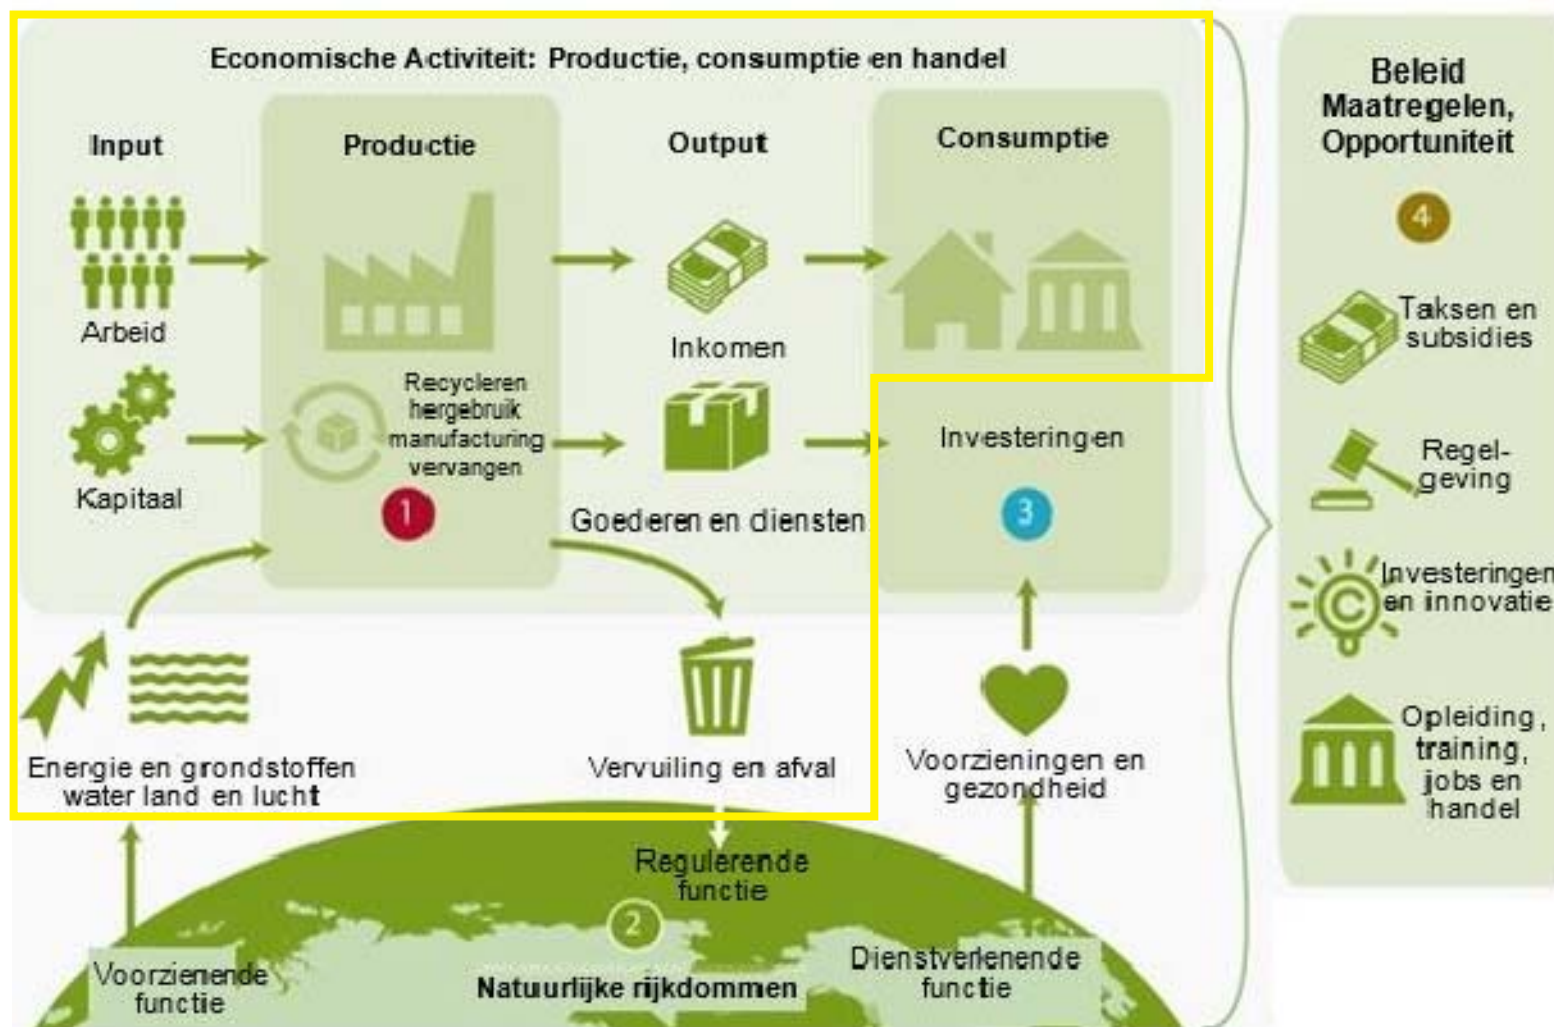 Economische Activiteit: Productie, consumptie en handel
Input
Productie
Output
Consumptie
Arbeid
Inkomen
Kapitaal
Recycleren
hergebruik
manufacturing
vervangen
1
Goederen en diensten
Investeringen
3
Energie en grondstoffen
water land en lucht
Vervuiling en afval
Voorzieningen en
gezondheid
Regulerende
functie
2
Voorzienende
functie
Natuurlijke rijkdommen
Dienstverlenende
functie
Beleid
Maatregelen,
Opportuniteit
4
Taksen en
subsidies
Regel-
geving
C
Investeringen
en innovatie
Opleiding,
training,
jobs en
handel